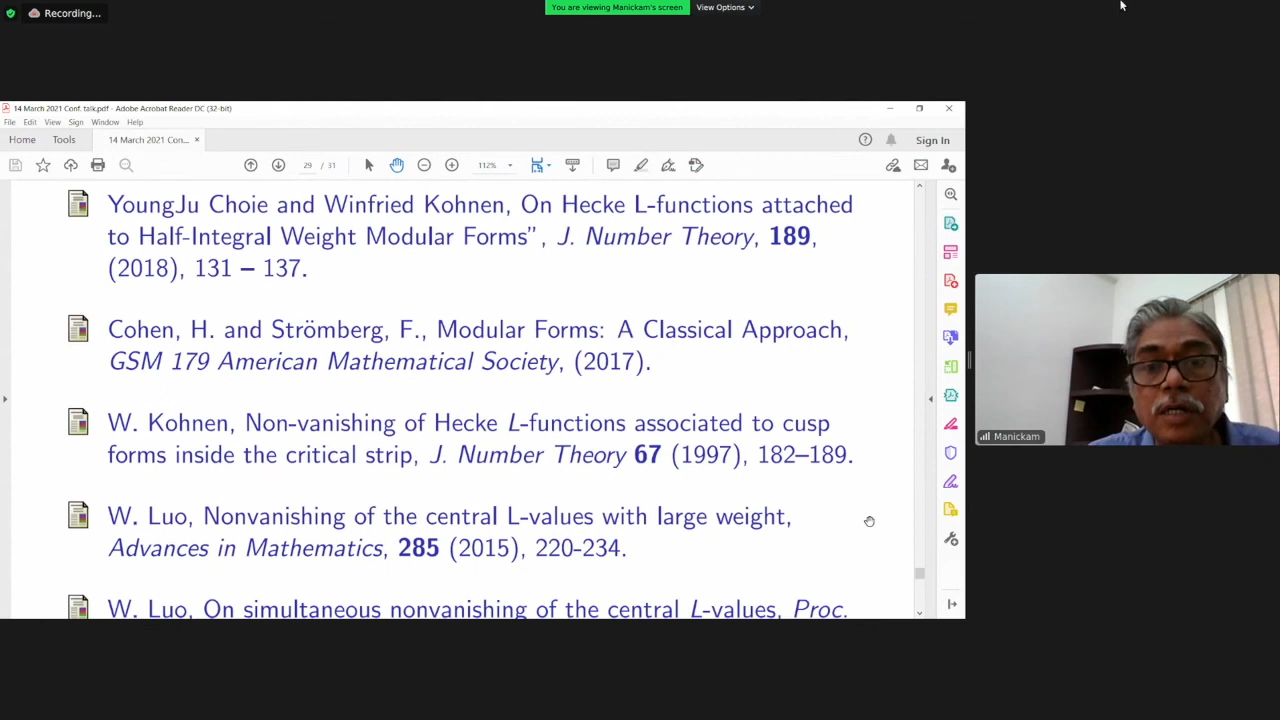 Recording...
You are viewing Manickam's screen
View Options
14 March 2021 Conf. talk.pdf - Adobe Acrobat Reader DC (32-bit)
File Edit View Sign Window Help
Home Tools 14 March 2021 Con... ×
Sign In
29 / 31
112%
YoungJu Choie and Winfried Kohnen, On Hecke L-functions attached
to Half-Integral Weight Modular Forms”, J. Number Theory, 189,
(2018), 131 – 137.
Cohen, H. and Strömberg, F., Modular Forms: A Classical Approach,
GSM 179 American Mathematical Society, (2017).
W. Kohnen, Non-vanishing of Hecke L-functions associated to cusp
forms inside the critical strip, J. Number Theory 67 (1997), 182–189.
W. Luo, Nonvanishing of the central L-values with large weight,
Advances in Mathematics, 285 (2015), 220-234.
W. Luo, On simultaneous nonvanishing of the central L-values, Proc.
Manickam